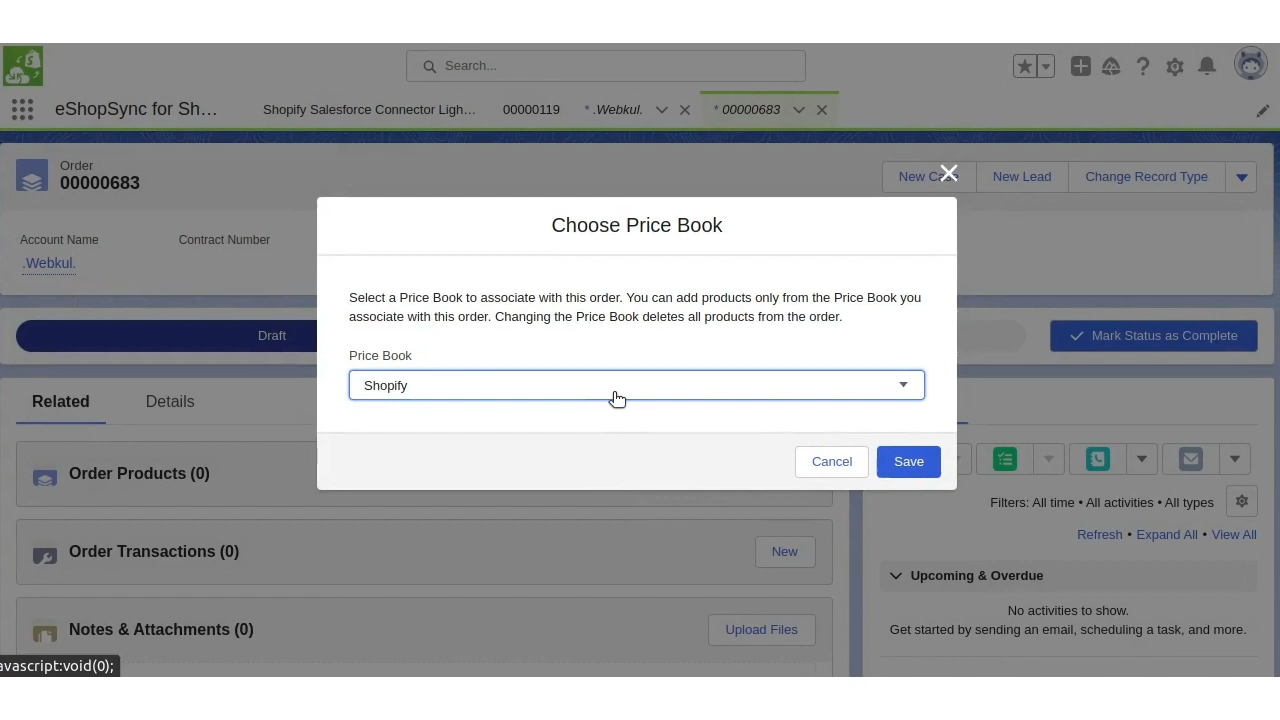 Search...
eShopSync for Sh...
Shopify Salesforce Connector Ligh...
00000119
* .Webkul.
* 00000683
Order
00000683
New Case
New Lead
Change Record Type
Account Name
Contract Number
.Webkul.
Choose Price Book
Select a Price Book to associate with this order. You can add products only from the Price Book you
associate with this order. Changing the Price Book deletes all products from the order.
Price Book
Shopify
Cancel
Save
Draft
Mark Status as Complete
Related
Details
Order Products (0)
Order Transactions (0)
New
Notes & Attachments (0)
Upload Files
Filters: All time • All activities • All types
Refresh • Expand All • View All
Upcoming & Overdue
No activities to show.
Get started by sending an email, scheduling a task, and more.
avascript:void(0);